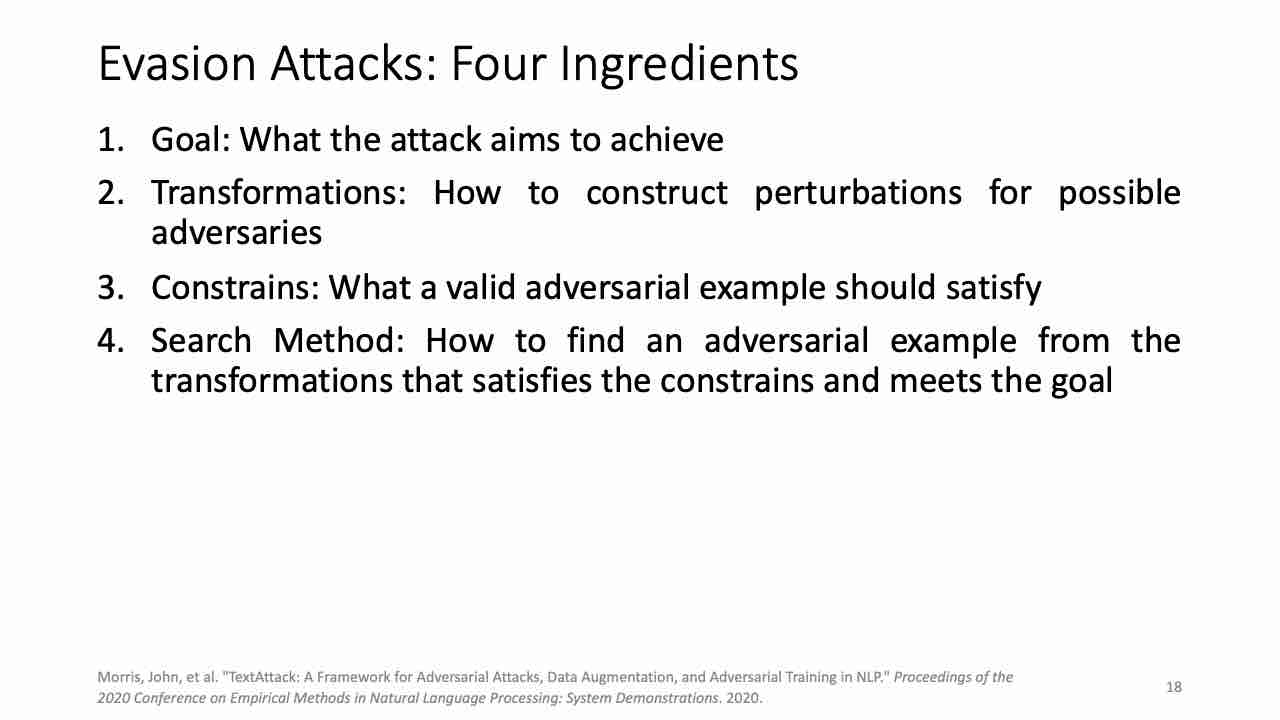 Evasion Attacks: Four Ingredients
1. Goal: What the attack aims to achieve
2. Transformations: How to construct perturbations for possible
adversaries
3. Constrains: What a valid adversarial example should satisfy
4. Search Method: How to find an adversarial example from the
transformations that satisfies the constrains and meets the goal
Morris, John, et al. "TextAttack: A Framework for Adversarial Attacks, Data Augmentation, and Adversarial Training in NLP." Proceedings of the
2020 Conference on Empirical Methods in Natural Language Processing: System Demonstrations. 2020.
18